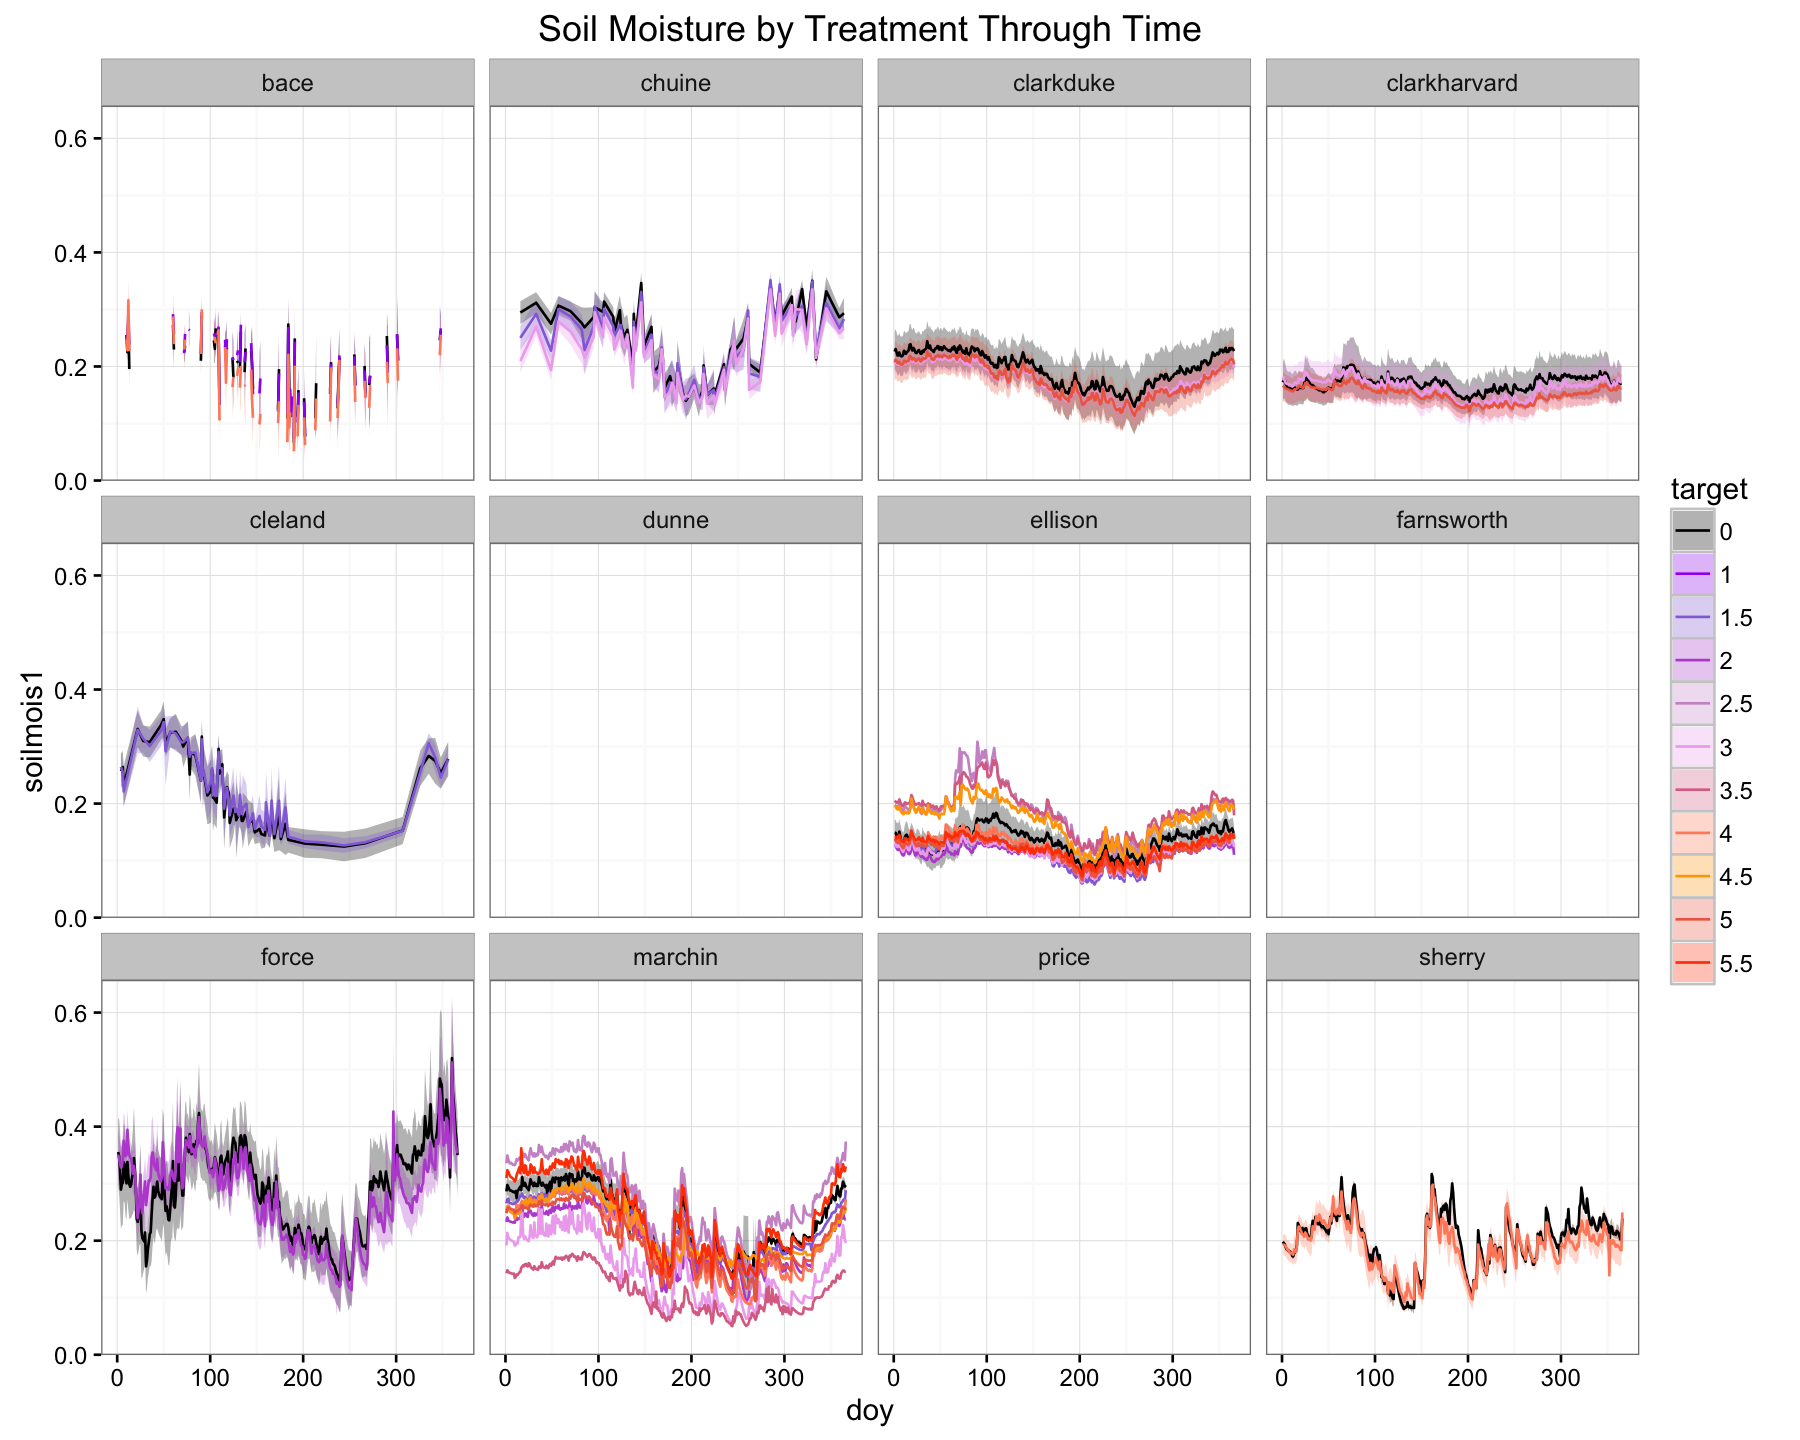 Soil Moisture by Treatment Through Time
bace chuine clarkduke clarkharvard
0.6
0.4
0.2
0.0
cleland dunne ellison farnsworth
0.6
0.4
0.2
0.0
force marchin price sherry
0.6
0.4
0.2
0.0
0 100 200 300 0 100 200 300 0 100 200 300 0 100 200 300
doy
soilmois1
target
0
1
1.5
2
2.5
3
3.5
4
4.5
5
5.5